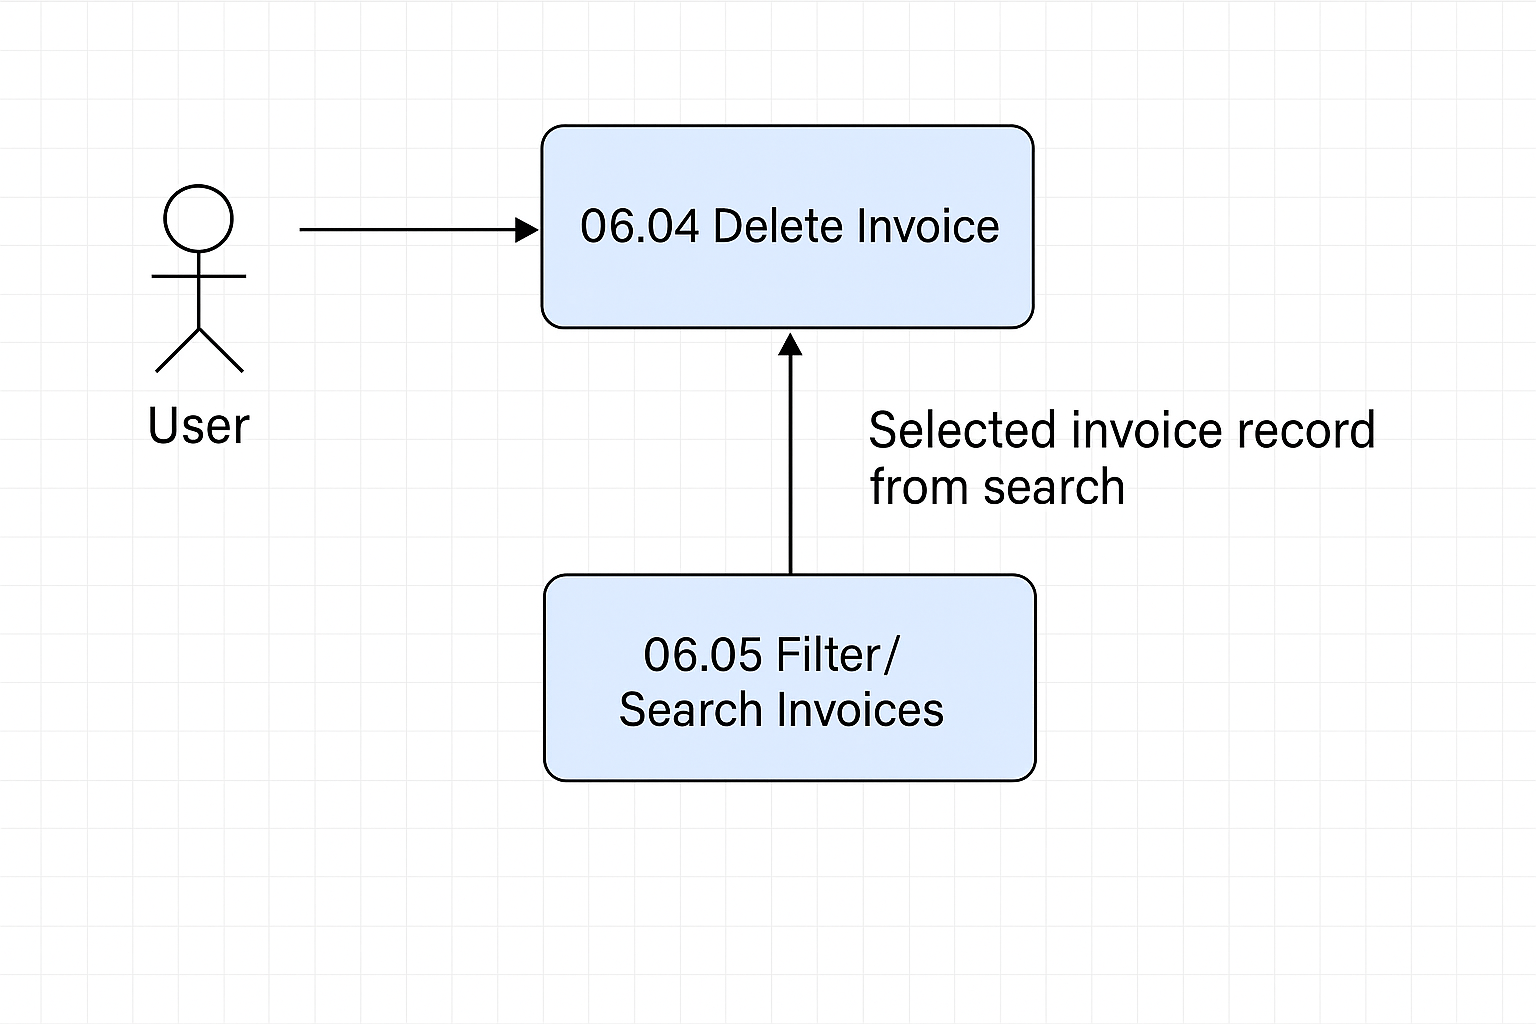 06.04 Delete Invoice
User
Selected invoice record
from search
06.05 Filter/
Search Invoices